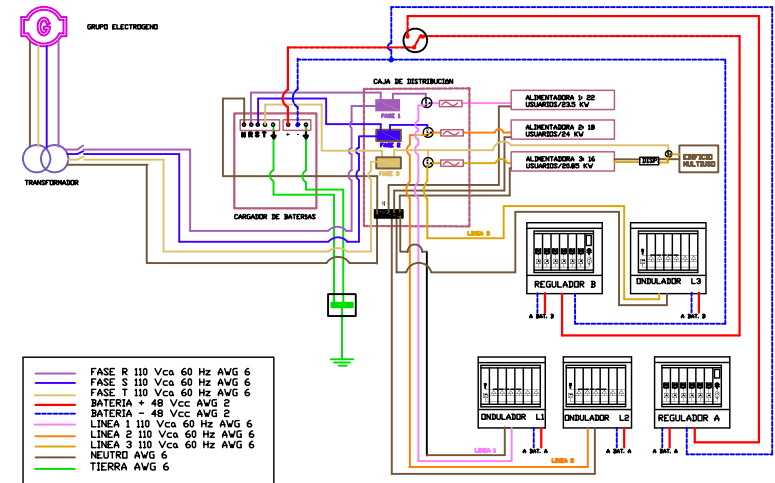 G
GRUPO ELECTROGENO
CAJA DE DISTRIBUCION
FASE 1
ALIMENTADORA 1: 22
USUARIOS/23.5 KW
FASE 2
ALIMENTADORA 2: 18
USUARIOS/24 KW
FASE 3
ALIMENTADORA 3: 16
USUARIOS/20.85 KW
DISP
EDIFICIO
MULTIUSO
N R S T
+ -
TRANSFORMADOR
CARGADOR DE BATERIAS
N
LINEA 3
REGULADOR B
ONDULADOR L3
A BAT. B
A BAT. B
FASE R 110 Vca 60 Hz AWG 6
FASE S 110 Vca 60 Hz AWG 6
FASE T 110 Vca 60 Hz AWG 6
BATERIA + 48 Vcc AWG 2
BATERIA - 48 Vcc AWG 2
LINEA 1 110 Vca 60 Hz AWG 6
LINEA 2 110 Vca 60 Hz AWG 6
LINEA 3 110 Vca 60 Hz AWG 6
NEUTRO AWG 6
TIERRA AWG 6
ONDULADOR L1
ONDULADOR L2
REGULADOR A
LINEA 1
A BAT. A
LINEA 2
A BAT. A
A BAT. A